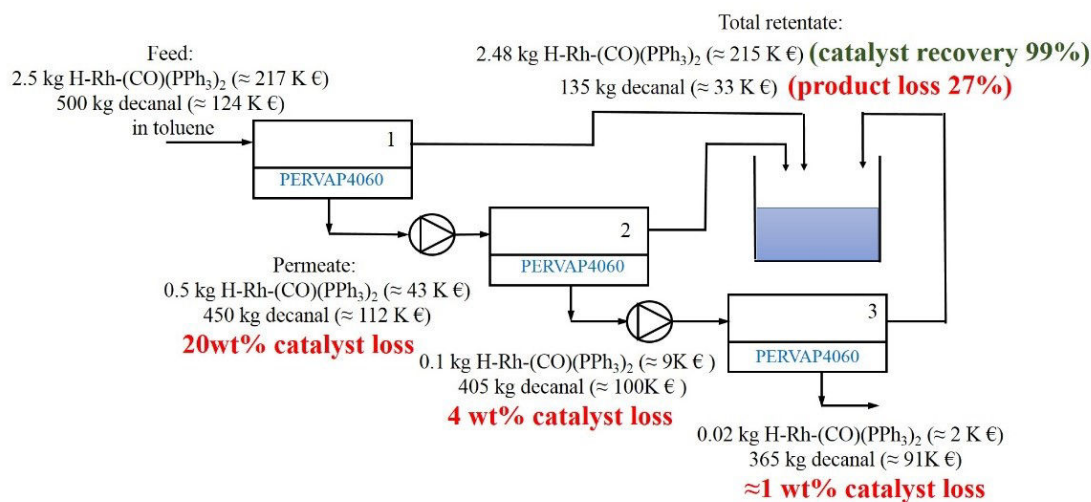 Feed:
2.5 kg H-Rh-(CO)(PPh₃)₂ (≈ 217 K €)
500 kg decanal (≈ 124 K €)
in toluene
Total retentate:
2.48 kg H-Rh-(CO)(PPh₃)₂ (≈ 215 K €) (catalyst recovery 99%)
135 kg decanal (≈ 33 K €) (product loss 27%)
1
PERVAP4060
2
PERVAP4060
Permeate:
0.5 kg H-Rh-(CO)(PPh₃)₂ (≈ 43 K €)
450 kg decanal (≈ 112 K €)
20wt% catalyst loss
3
PERVAP4060
0.1 kg H-Rh-(CO)(PPh₃)₂ (≈ 9K € )
405 kg decanal (≈ 100K € )
4 wt% catalyst loss
0.02 kg H-Rh-(CO)(PPh₃)₂ (≈ 2 K €)
365 kg decanal (≈ 91K €)
≈1 wt% catalyst loss